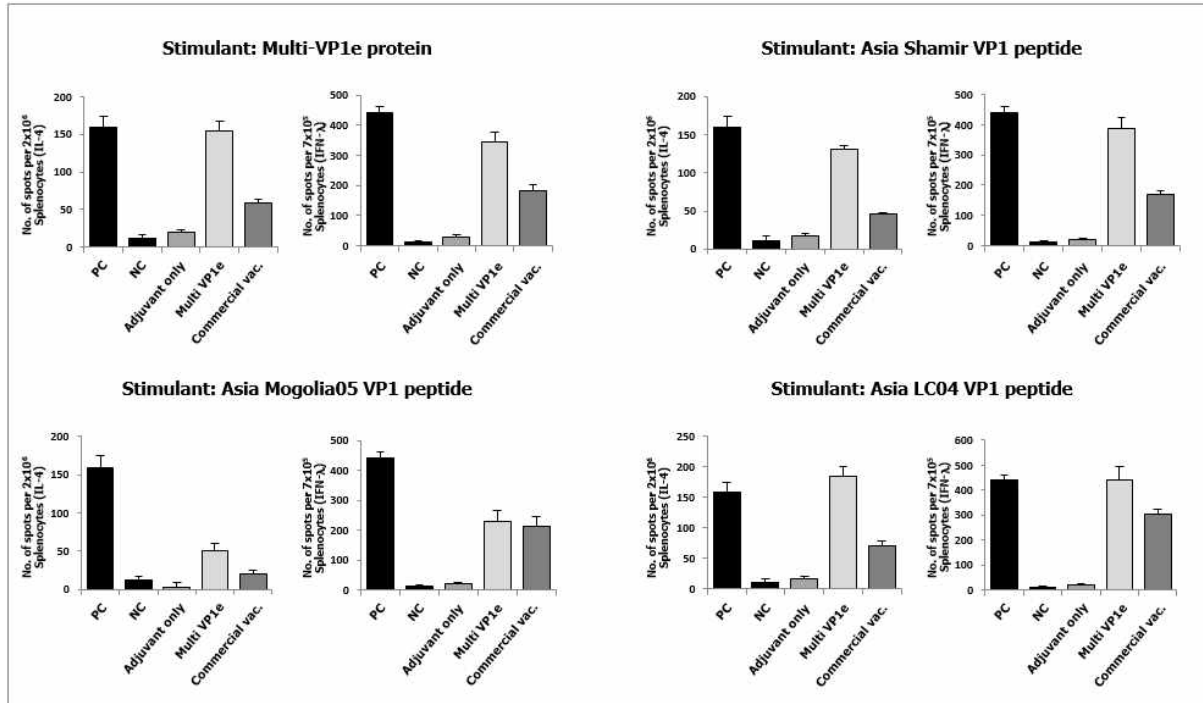 Stimulant: Multi-VP1e protein
No. of spots per 2x10⁶
Splenocytes (IL-4)
200
150
100
50
0
PC
NC
Adjuvant only
Multi VP1e
Commercial vac.
No. of spots per 7x10⁵
Splenocytes (IFN-λ)
500
400
300
200
100
0
PC
NC
Adjuvant only
Multi VP1e
Commercial vac.
Stimulant: Asia Shamir VP1 peptide
No. of spots per 2x10⁶
Splenocytes (IL-4)
200
150
100
50
0
PC
NC
Adjuvant only
Multi VP1e
Commercial vac.
No. of spots per 7x10⁵
Splenocytes (IFN-λ)
500
400
300
200
100
0
PC
NC
Adjuvant only
Multi VP1e
Commercial vac.
Stimulant: Asia Mogolia05 VP1 peptide
No. of spots per 2x10⁶
Splenocytes (IL-4)
200
150
100
50
0
PC
NC
Adjuvant only
Multi VP1e
Commercial vac.
No. of spots per 7x10⁵
Splenocytes (IFN-λ)
500
400
300
200
100
0
PC
NC
Adjuvant only
Multi VP1e
Commercial vac.
Stimulant: Asia LC04 VP1 peptide
No. of spots per 2x10⁶
Splenocytes (IL-4)
250
200
150
100
50
0
PC
NC
Adjuvant only
Multi VP1e
Commercial vac.
No. of spots per 7x10⁵
Splenocytes (IFN-λ)
600
500
400
300
200
100
0
PC
NC
Adjuvant only
Multi VP1e
Commercial vac.